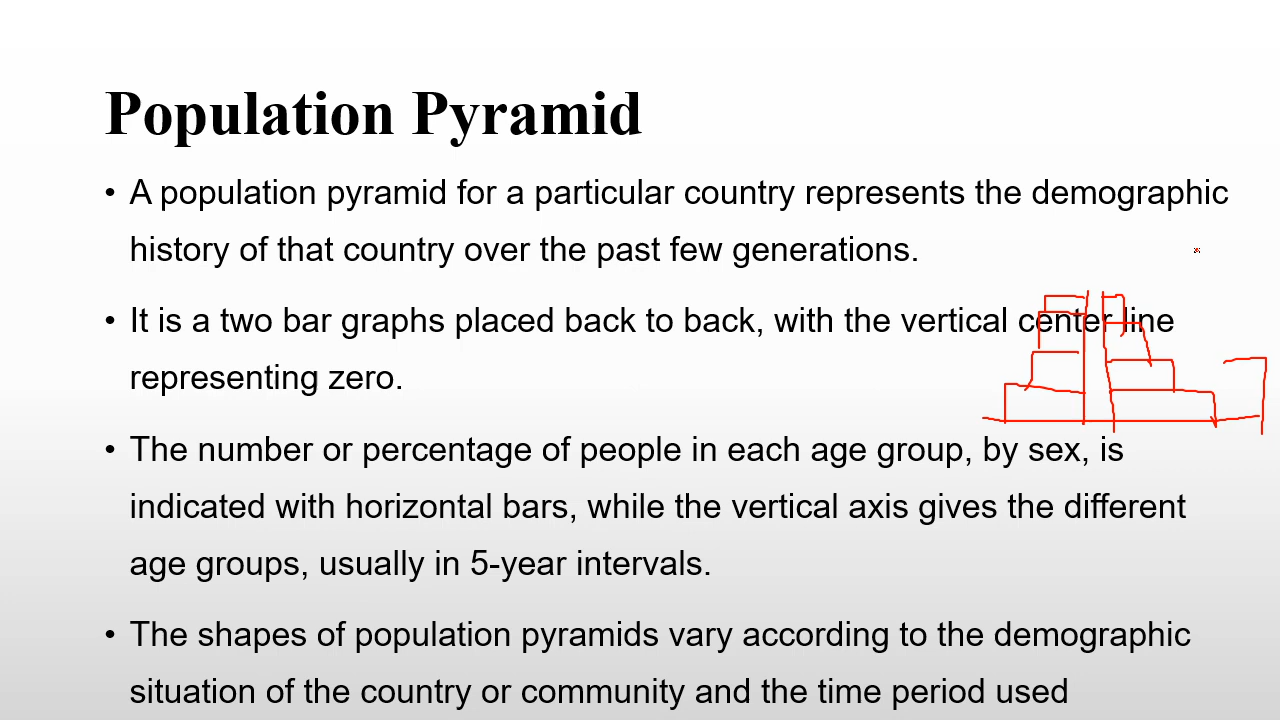 Population Pyramid
• A population pyramid for a particular country represents the demographic
history of that country over the past few generations.
• It is a two bar graphs placed back to back, with the vertical center line
representing zero.
• The number or percentage of people in each age group, by sex, is
indicated with horizontal bars, while the vertical axis gives the different
age groups, usually in 5-year intervals.
• The shapes of population pyramids vary according to the demographic
situation of the country or community and the time period used